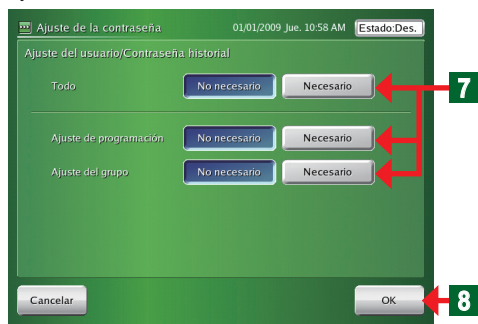 Ajuste de la contraseña 01/01/2009 Jue. 10:58 AM Estado:Des.
Ajuste del usuario/Contraseña historial
Todo No necesario Necesario 7
Ajuste de programación No necesario Necesario
Ajuste del grupo No necesario Necesario
Cancelar OK 8